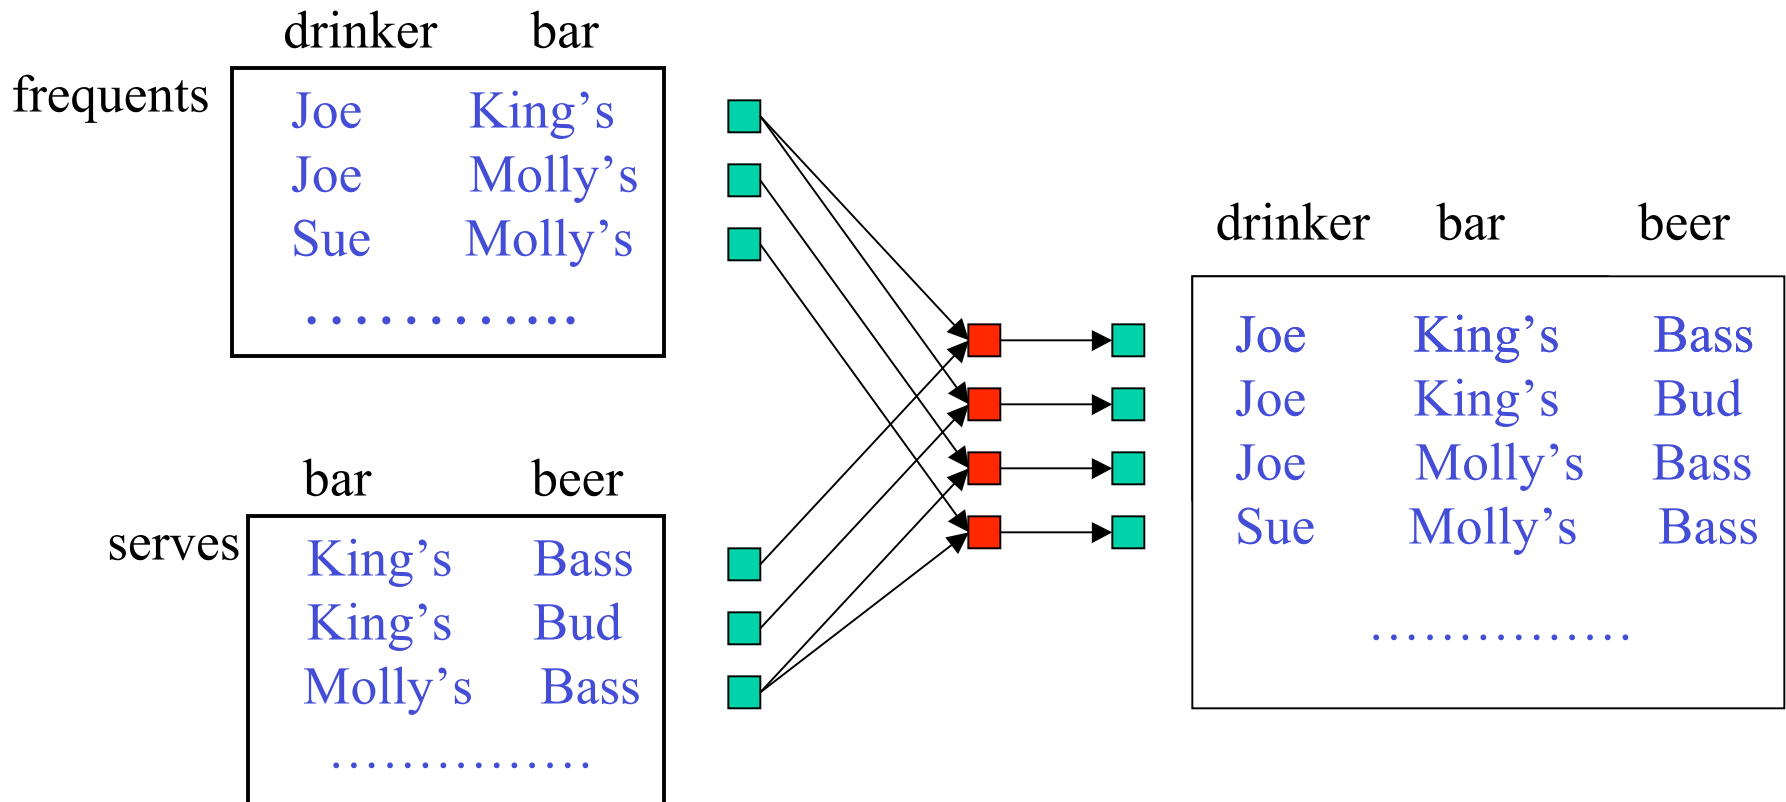 drinker bar
frequents
Joe King’s
Joe Molly’s
Sue Molly’s
…………...
bar beer
serves
King’s Bass
King’s Bud
Molly’s Bass
……………
drinker bar beer
Joe King’s Bass
Joe King’s Bud
Joe Molly’s Bass
Sue Molly’s Bass
……………